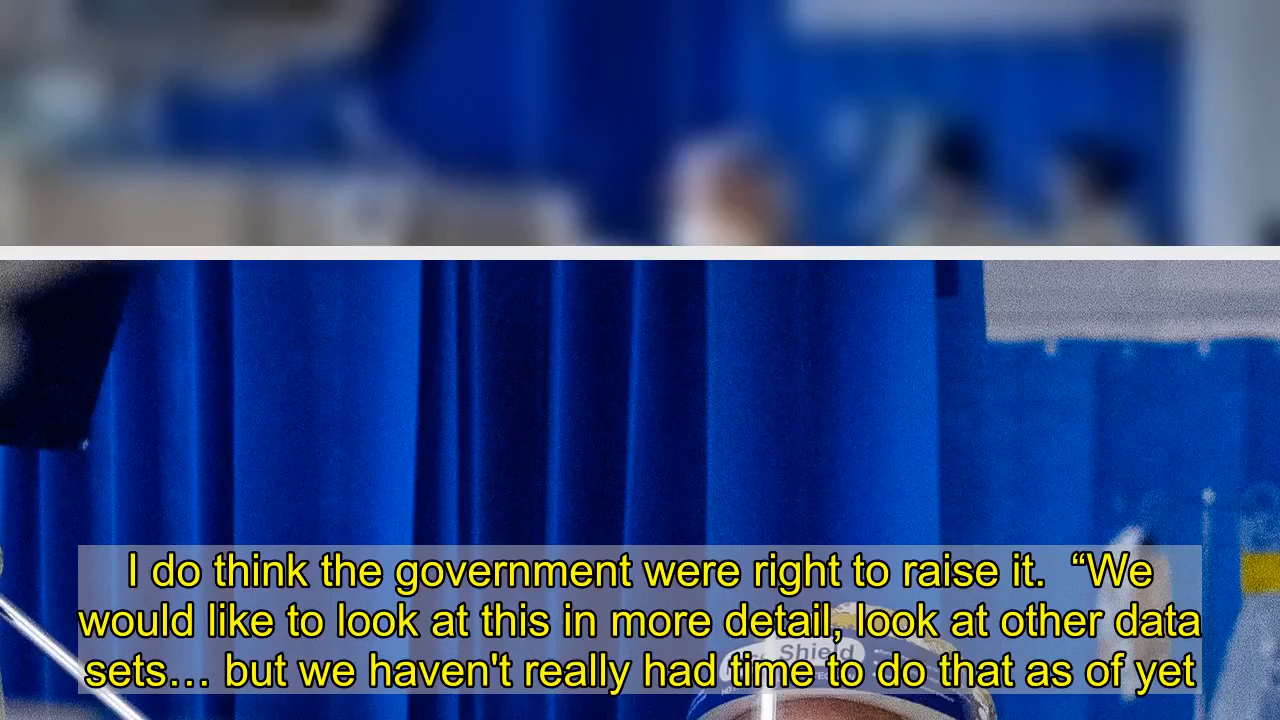 I do think the government were right to raise it.  “We
would like to look at this in more detail, look at other data
sets… but we haven't really had time to do that as of yet
Shield